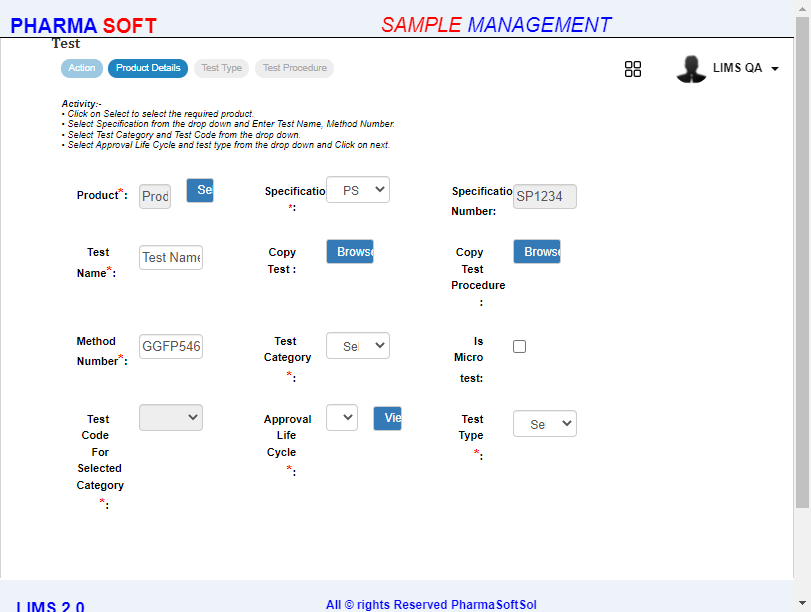 PHARMA SOFT
SAMPLE MANAGEMENT
Test
Action
Product Details
Test Type
Test Procedure
LIMS QA
Activity:-
• Click on Select to select the required product.
• Select Specification from the drop down and Enter Test Name, Method Number.
• Select Test Category and Test Code from the drop down.
• Select Approval Life Cycle and test type from the drop down and Click on next.
Product*:
Prod
Se
Specificatio
*:
PS
Specificatio
Number:
SP1234
Test
Name*:
Test Name
Copy
Test :
Browse
Copy
Test
Procedure
:
Browse
Method
Number*:
GGFP546
Test
Category
*:
Sel
Is
Micro
test:
Test
Code
For
Selected
Category
*:
Approval
Life
Cycle
*:
Vie
Test
Type
*:
Se
LIMS 2.0
All © rights Reserved PharmaSoftSol